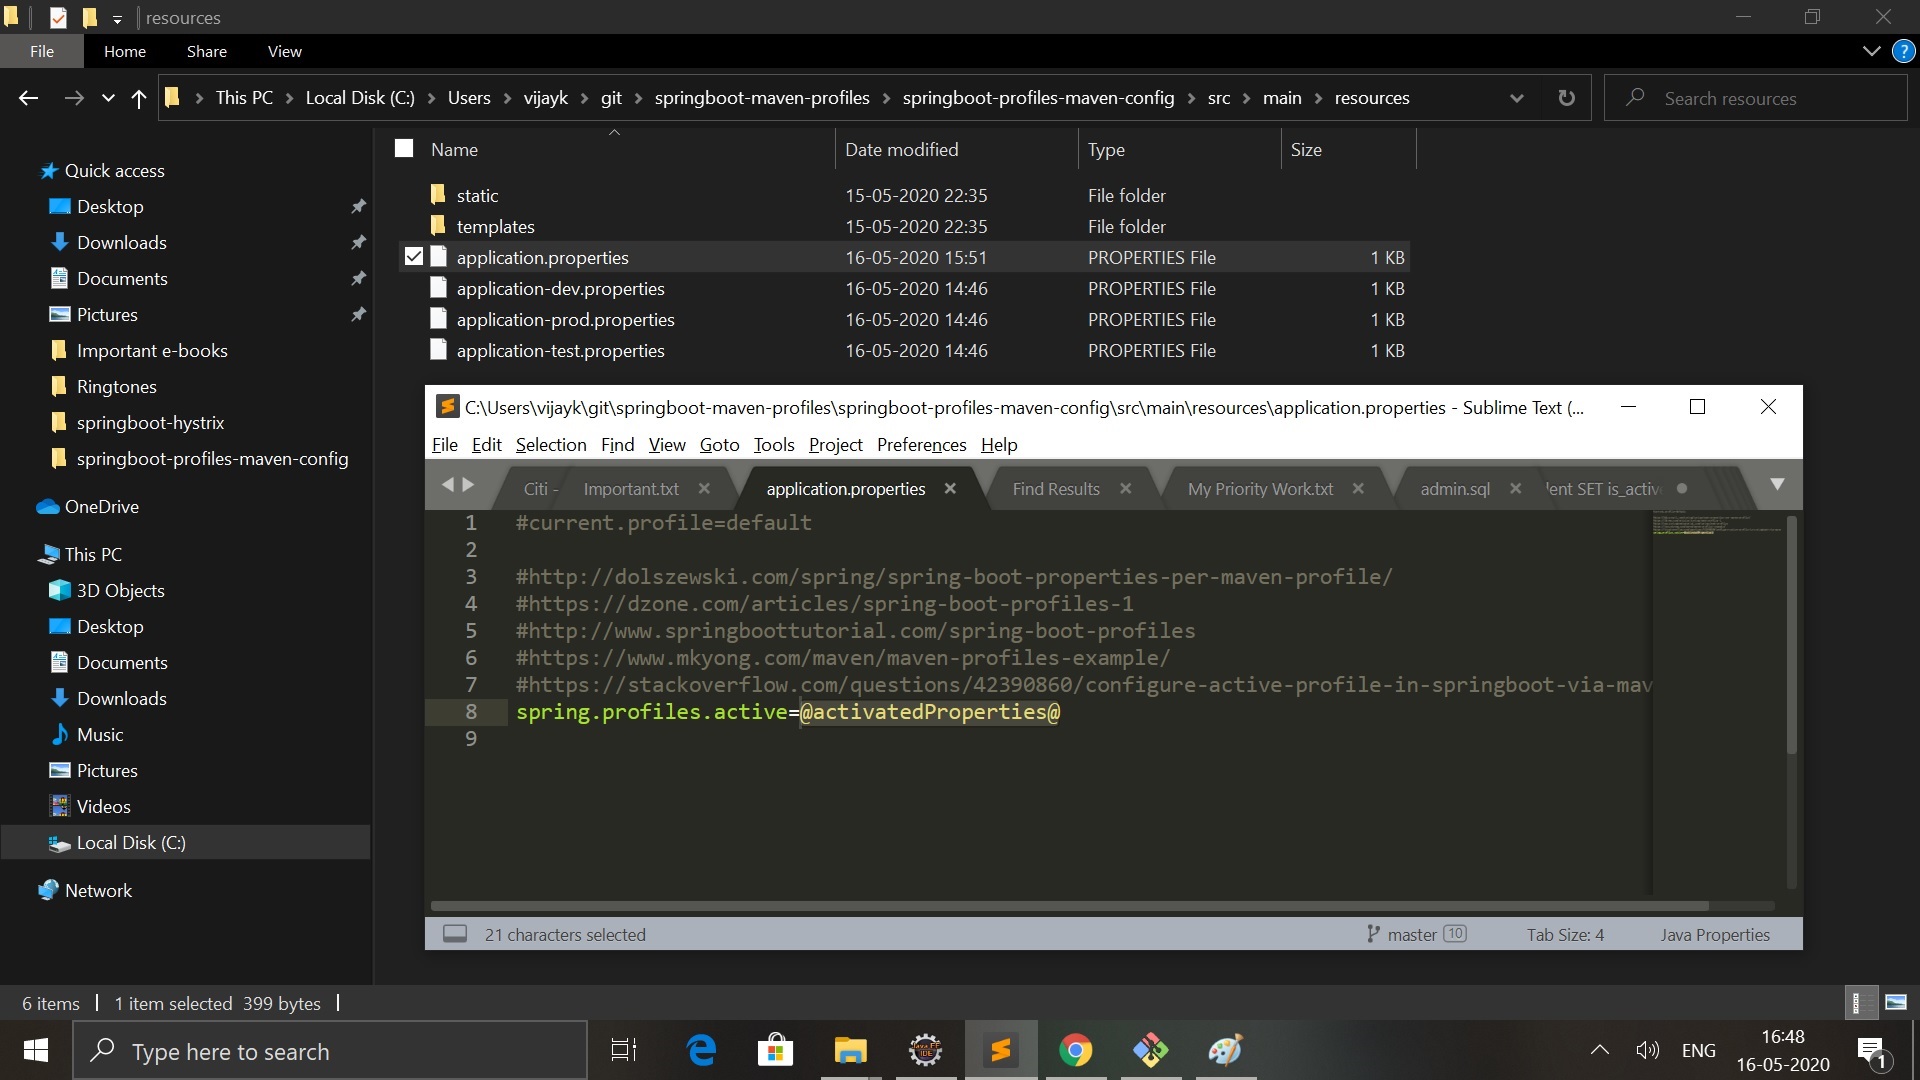 resources
File Home Share View
This PC Local Disk (C:) Users vijayk git springboot-maven-profiles springboot-profiles-maven-config src main resources
Search resources
Quick access
Desktop
Downloads
Documents
Pictures
Important e-books
Ringtones
springboot-hystrix
springboot-profiles-maven-config
OneDrive
This PC
3D Objects
Desktop
Documents
Downloads
Music
Pictures
Videos
Local Disk (C:)
Network
Name Date modified Type Size
static 15-05-2020 22:35 File folder
templates 15-05-2020 22:35 File folder
application.properties 16-05-2020 15:51 PROPERTIES File 1 KB
application-dev.properties 16-05-2020 14:46 PROPERTIES File 1 KB
application-prod.properties 16-05-2020 14:46 PROPERTIES File 1 KB
application-test.properties 16-05-2020 14:46 PROPERTIES File 1 KB
C:\Users\vijayk\git\springboot-maven-profiles\springboot-profiles-maven-config\src\main\resources\application.properties - Sublime Text (...
File Edit Selection Find View Goto Tools Project Preferences Help
Citi - Important.txt application.properties Find Results My Priority Work.txt admin.sql lent SET is_activ
1 #current.profile=default
2
3 #http://dolszewski.com/spring/spring-boot-properties-per-maven-profile/
4 #https://dzone.com/articles/spring-boot-profiles-1
5 #http://www.springboottutorial.com/spring-boot-profiles
6 #https://www.mkyong.com/maven/maven-profiles-example/
7 #https://stackoverflow.com/questions/42390860/configure-active-profile-in-springboot-via-mav
8 spring.profiles.active=@activatedProperties@
9
21 characters selected master 10 Tab Size: 4 Java Properties
6 items 1 item selected 399 bytes
Type here to search
ENG
16:48
16-05-2020
1